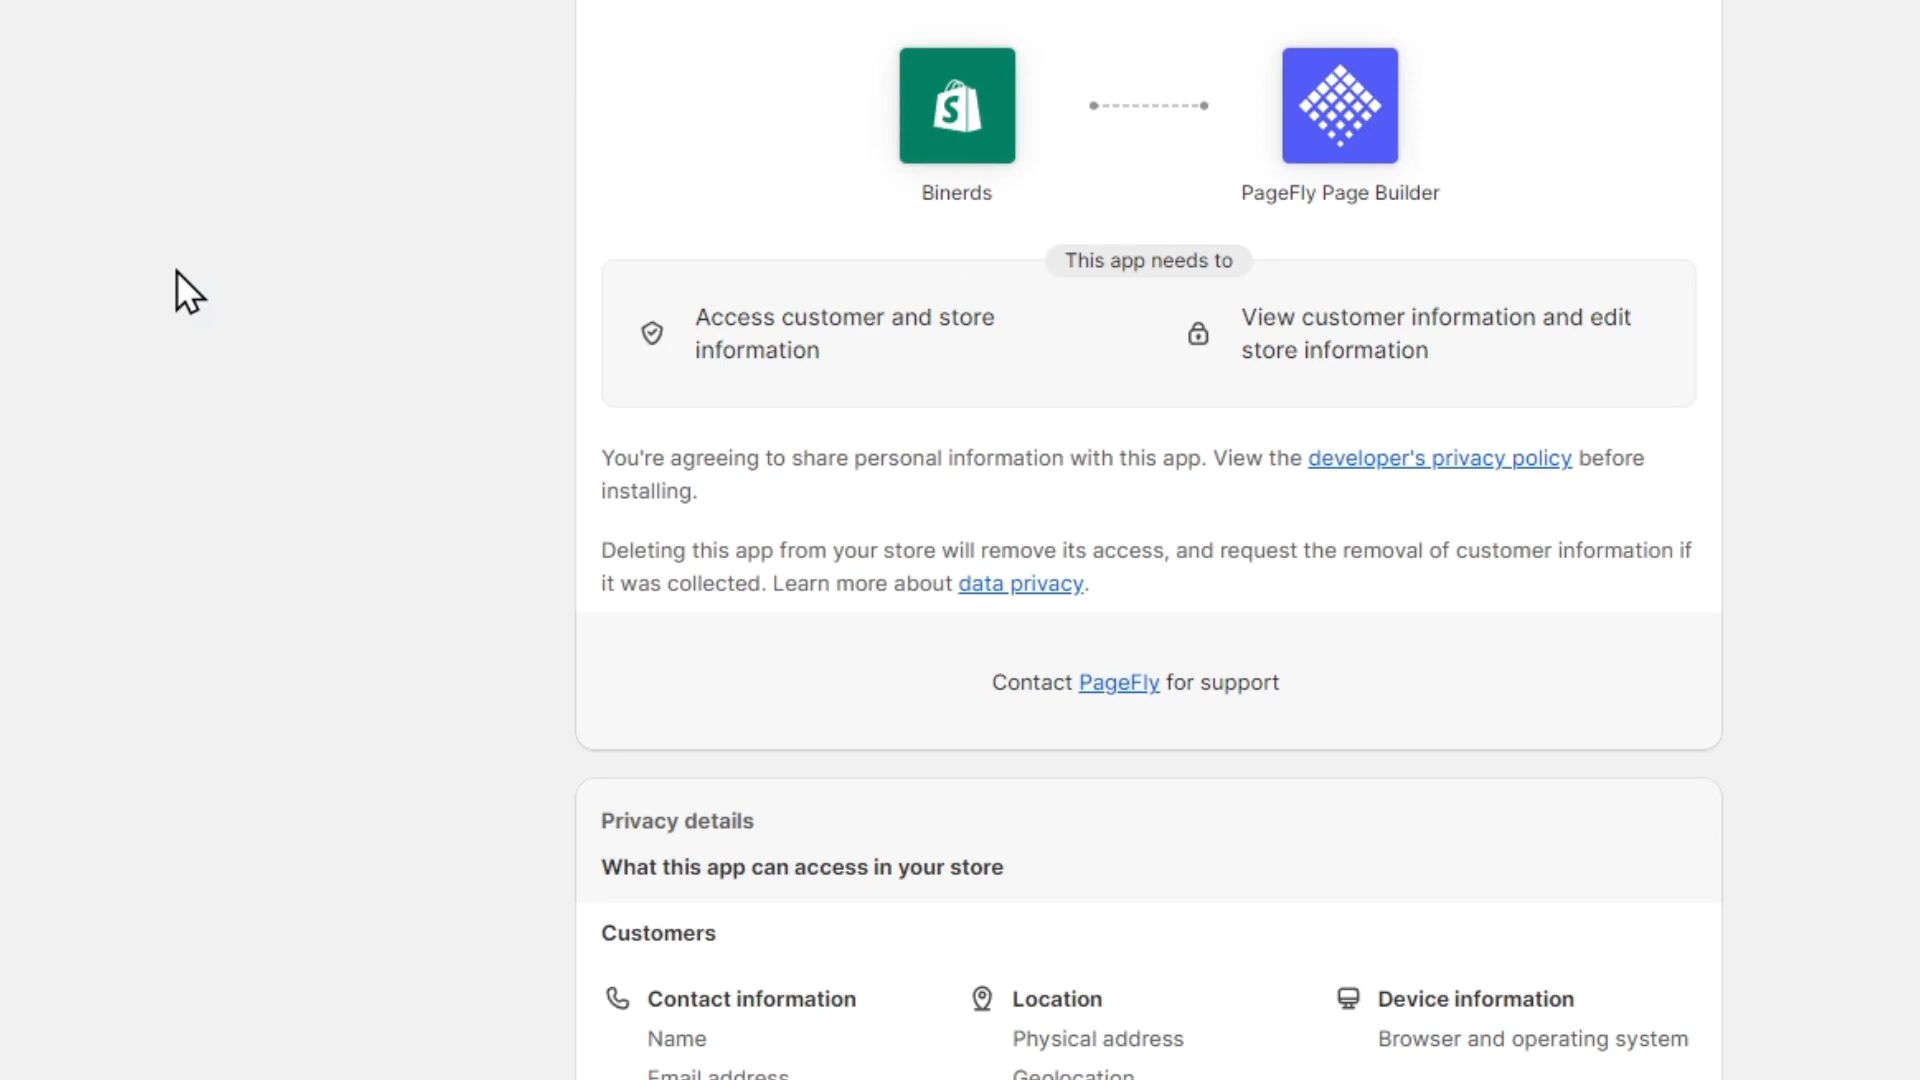 Binerds
PageFly Page Builder
This app needs to
Access customer and store
information
View customer information and edit
store information
You're agreeing to share personal information with this app. View the developer's privacy policy before
installing.
Deleting this app from your store will remove its access, and request the removal of customer information if
it was collected. Learn more about data privacy.
Contact PageFly for support
Privacy details
What this app can access in your store
Customers
Contact information
Name
Email address
Location
Physical address
Geolocation
Device information
Browser and operating system